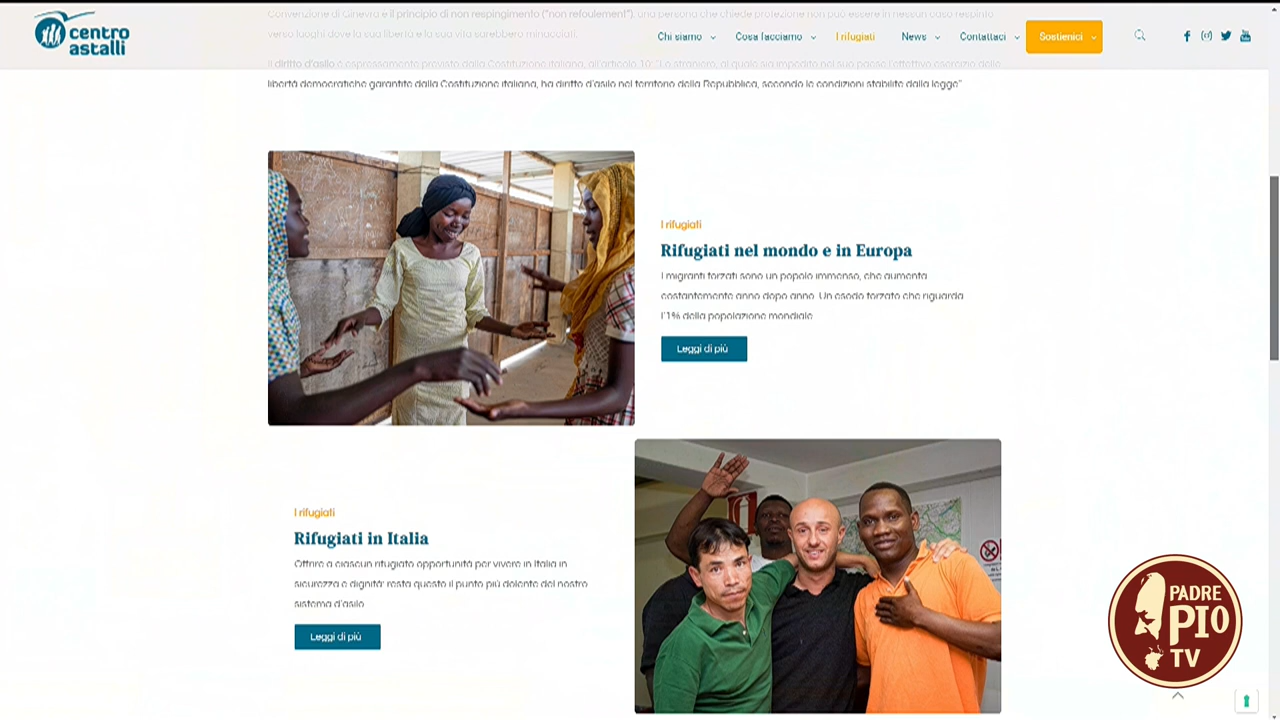 Convenzione di Ginevra e il principio di non respingimento ("non refoulement"): una persona che chiede protezione non può essere in nessun caso respinto
verso luoghi dove la sua libertà e la sua vita sarebbero minacciati.
centro
astalli
Chi siamo
Cosa facciamo
I rifugiati
News
Contattaci
Sostienici
Il diritto d'asilo è espressamente previsto dalla Costituzione italiana, all'articolo 10: "Lo straniero, al quale sia impedito nel suo paese l'effettivo esercizio delle
libertà democratiche garantite dalla Costituzione italiana, ha diritto d'asilo nel territorio della Repubblica, secondo le condizioni stabilite dalla legge"
I rifugiati
Rifugiati nel mondo e in Europa
I migranti forzati sono un popolo immenso, che aumenta
costantemente anno dopo anno. Un esodo forzato che riguarda
l'1% della popolazione mondiale
Leggi di più
I rifugiati
Rifugiati in Italia
Offrire a ciascun rifugiato opportunità per vivere in Italia in
sicurezza e dignità: resta questo il punto più dolente del nostro
sistema d'asilo
Leggi di più
PADRE
PIO
TV